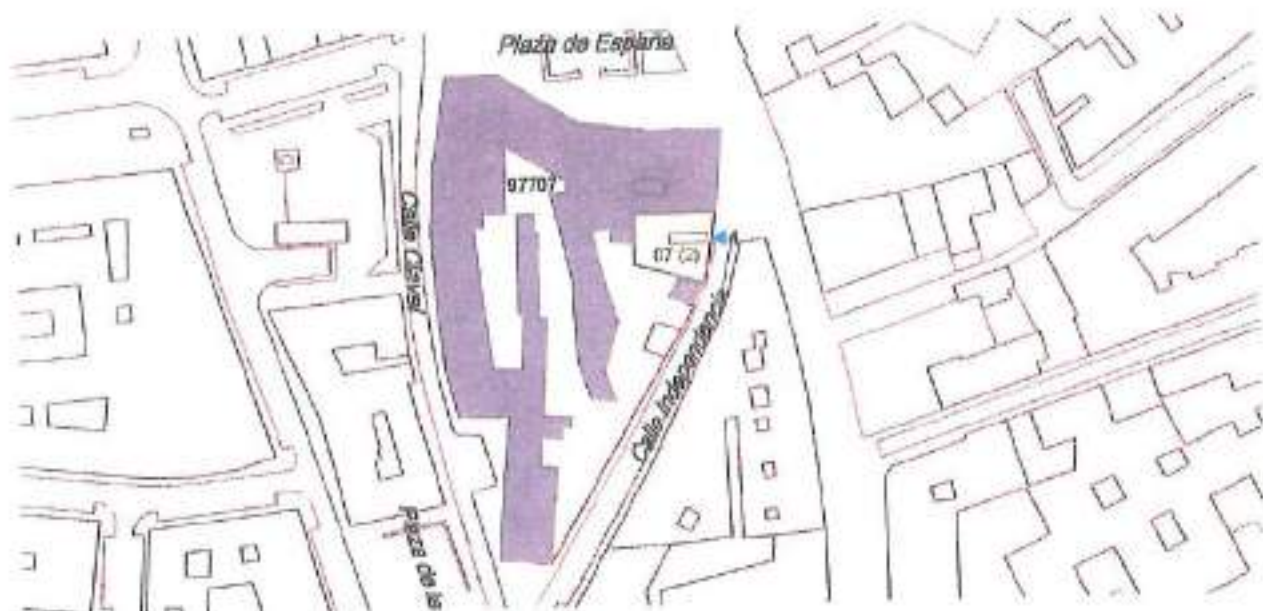 Plaza de España
97707
Calle Clavel
07 (2)
Calle Independencia
Plaza de la